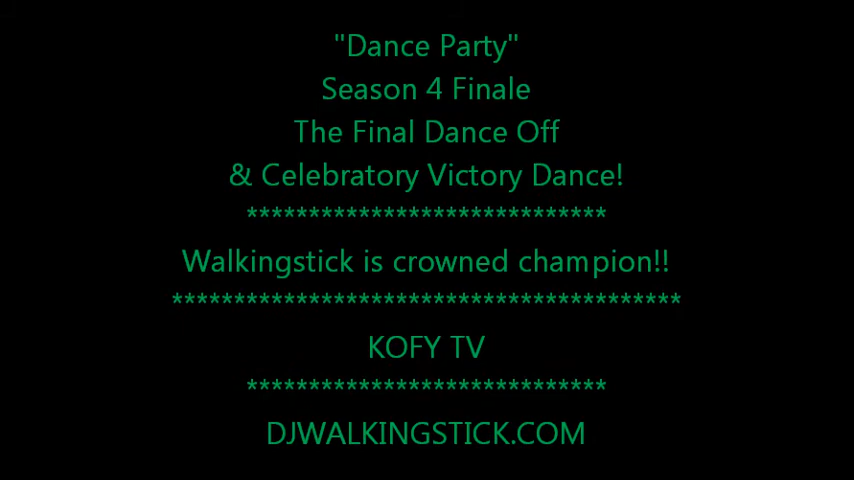 "Dance Party"
Season 4 Finale
The Final Dance Off
& Celebratory Victory Dance!
*****************************
Walkingstick is crowned champion!!
*****************************************
KOFY TV
*****************************
DJWALKINGSTICK.COM